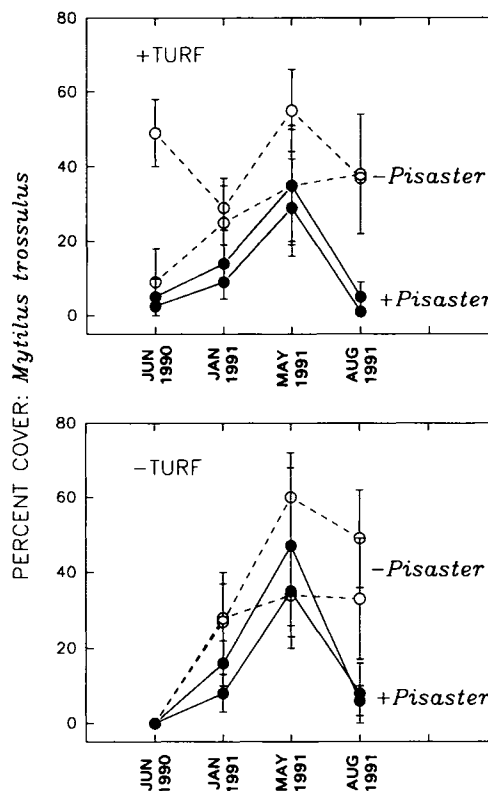 PERCENT COVER: Mytilus trossulus
80
+TURF
60
40
-Pisaster
20
+Pisaster
0
JUN 1990
JAN 1991
MAY 1991
AUG 1991
80
-TURF
60
40
-Pisaster
20
+Pisaster
0
JUN 1990
JAN 1991
MAY 1991
AUG 1991